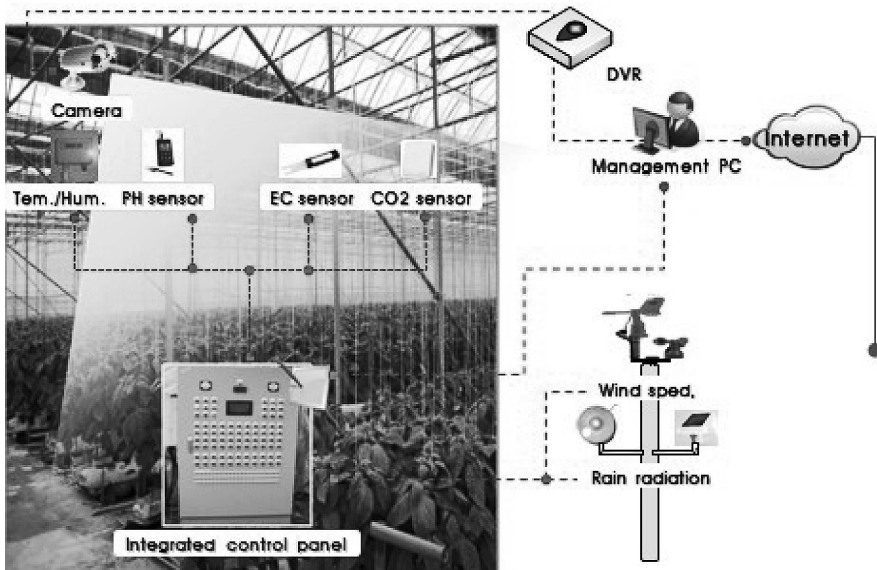 DVR
Camera
Internet
Management PC
Tem./Hum. PH sensor EC sensor CO2 sensor
Wind sped,
Rain radiation
Integrated control panel